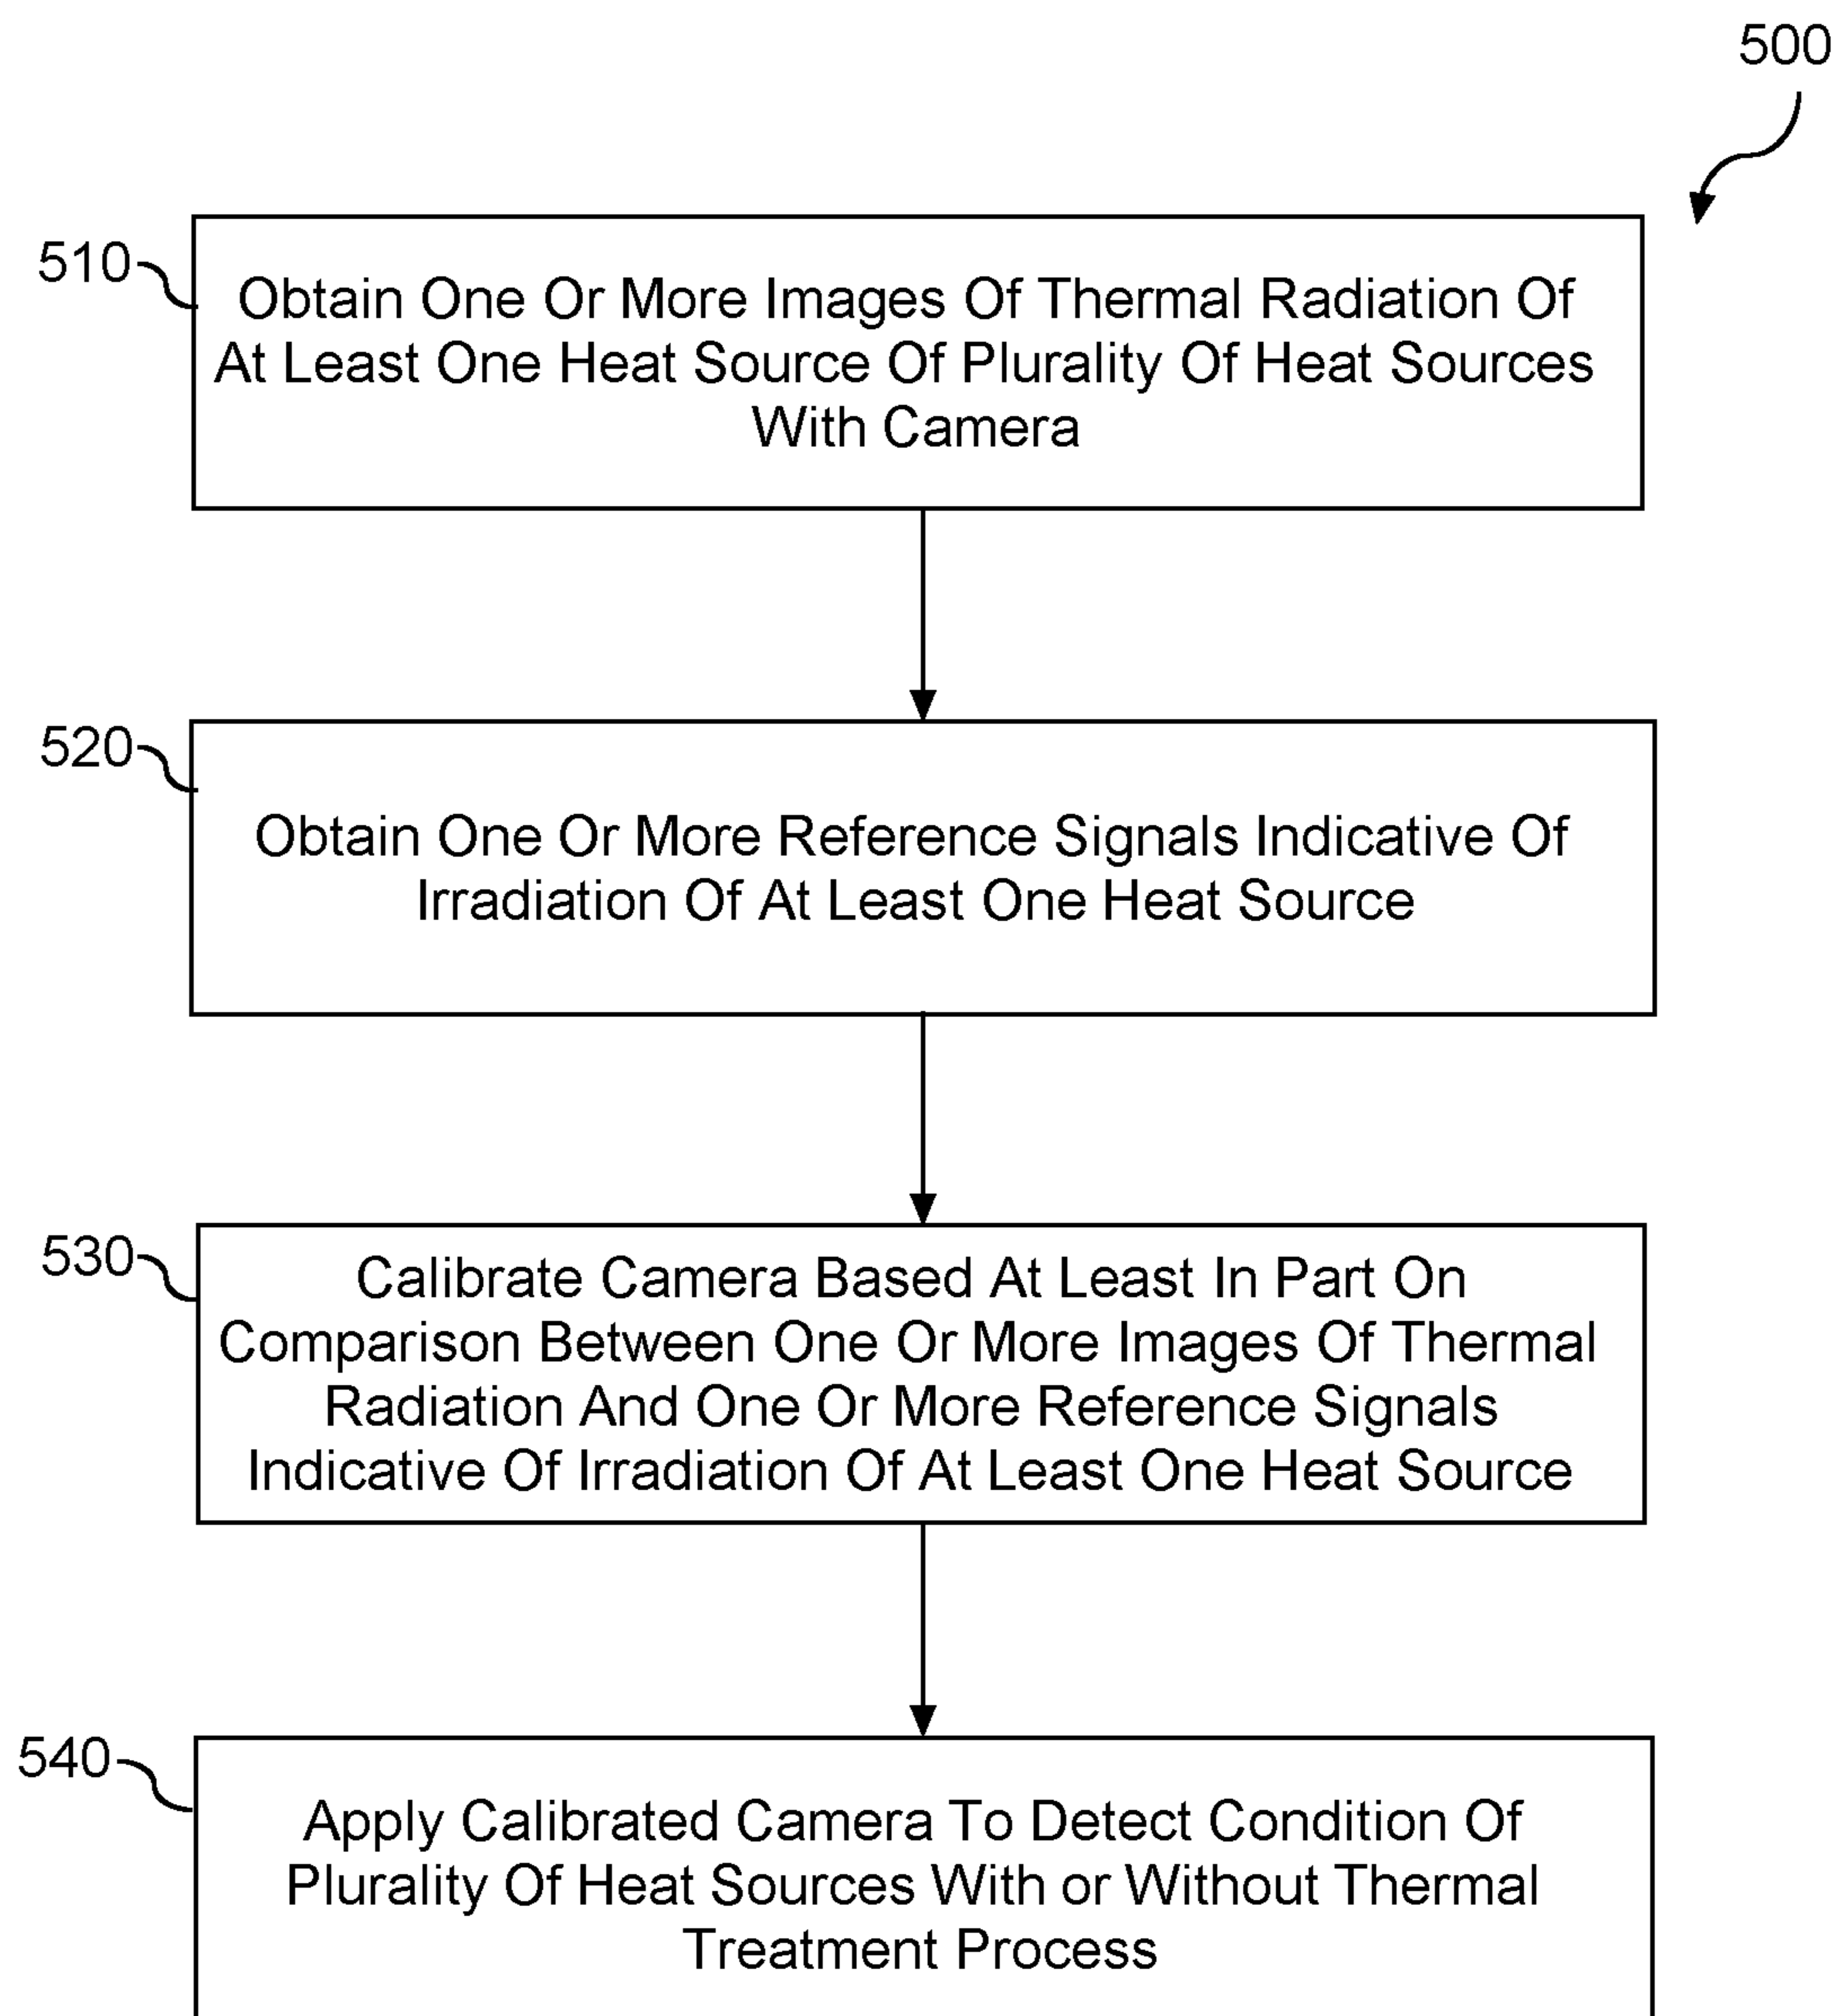 500
510
Obtain One Or More Images Of Thermal Radiation Of
At Least One Heat Source Of Plurality Of Heat Sources
With Camera
520
Obtain One Or More Reference Signals Indicative Of
Irradiation Of At Least One Heat Source
530
Calibrate Camera Based At Least In Part On
Comparison Between One Or More Images Of Thermal
Radiation And One Or More Reference Signals
Indicative Of Irradiation Of At Least One Heat Source
540
Apply Calibrated Camera To Detect Condition Of
Plurality Of Heat Sources With or Without Thermal
Treatment Process